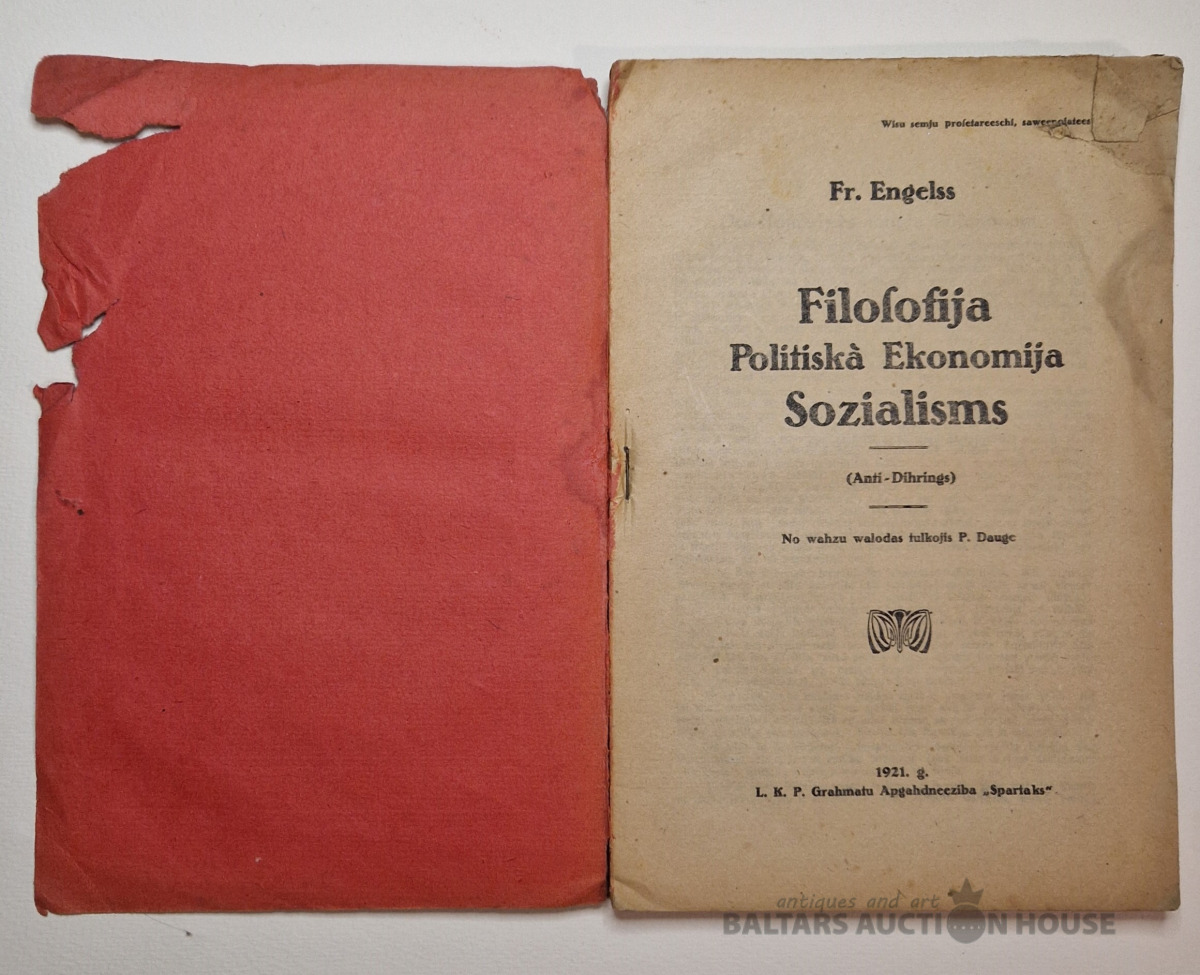 Wisu semju proletareeschi, saweenojatees
Fr. Engelss
Filoſofija
Politiskà Ekonomija
Sozialisms
(Anti-Dihrings)
No wahzu walodas tulkojis P. Dauge
1921. g.
L. K. P. Grahmatu Apgahdneeziba „Spartaks“.
antiques and art
BALTARS AUCTION HOUSE